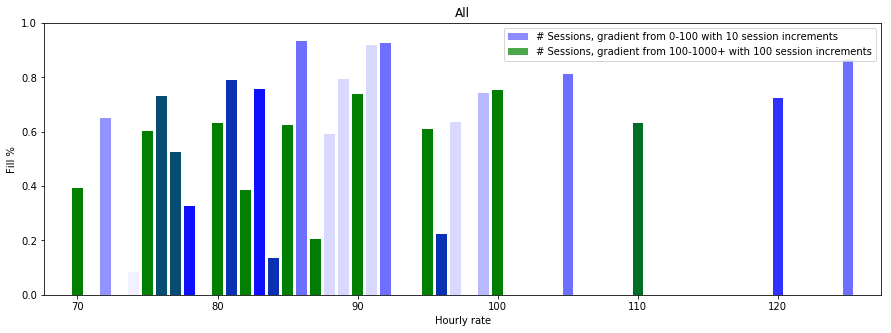 All
# Sessions, gradient from 0-100 with 10 session increments
# Sessions, gradient from 100-1000+ with 100 session increments
1.0
0.8
0.6
0.4
0.2
0.0
Fill %
70 80 90 100 110 120
Hourly rate